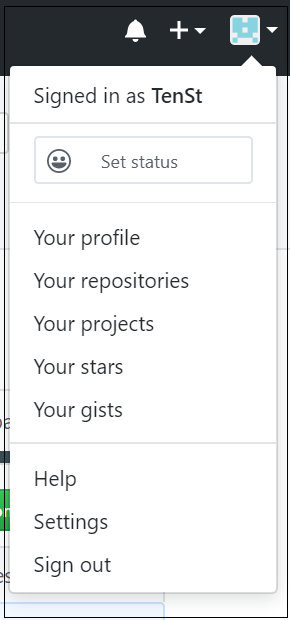 Signed in as TenSt
Set status
Your profile
Your repositories
Your projects
Your stars
Your gists
Help
Settings
Sign out